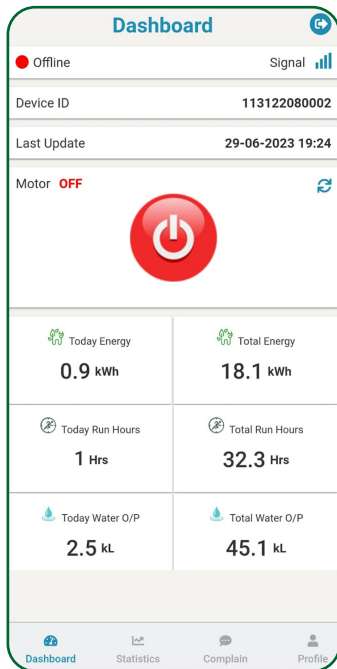 Dashboard
Offline Signal
Device ID 113122080002
Last Update 29-06-2023 19:24
Motor OFF
Today Energy Total Energy
0.9 kWh 18.1 kWh
Today Run Hours Total Run Hours
1 Hrs 32.3 Hrs
Today Water O/P Total Water O/P
2.5 kL 45.1 kL
Dashboard Statistics Complain Profile